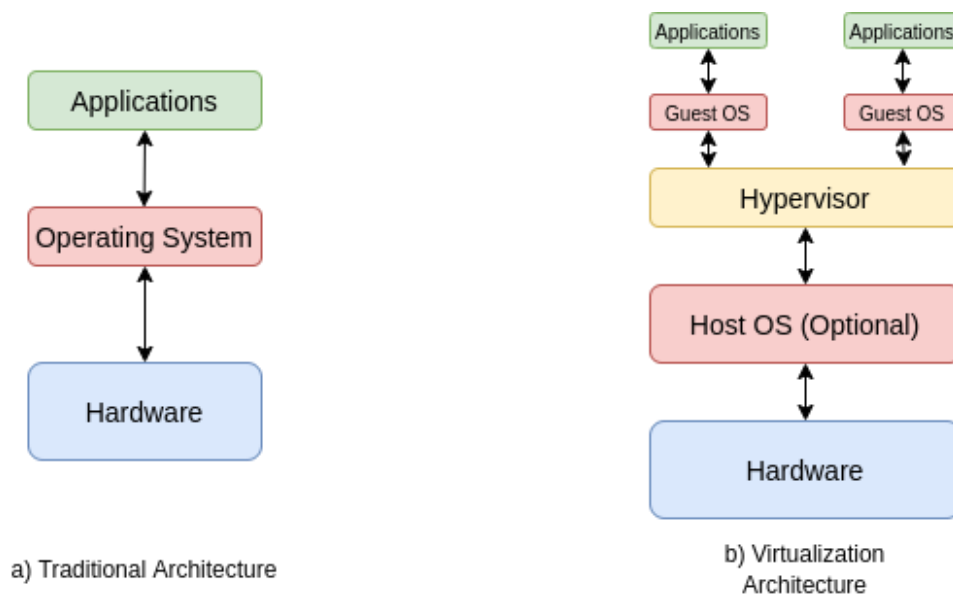 Applications
Operating System
Hardware
a) Traditional Architecture
Applications
Applications
Guest OS
Guest OS
Hypervisor
Host OS (Optional)
Hardware
b) Virtualization
Architecture